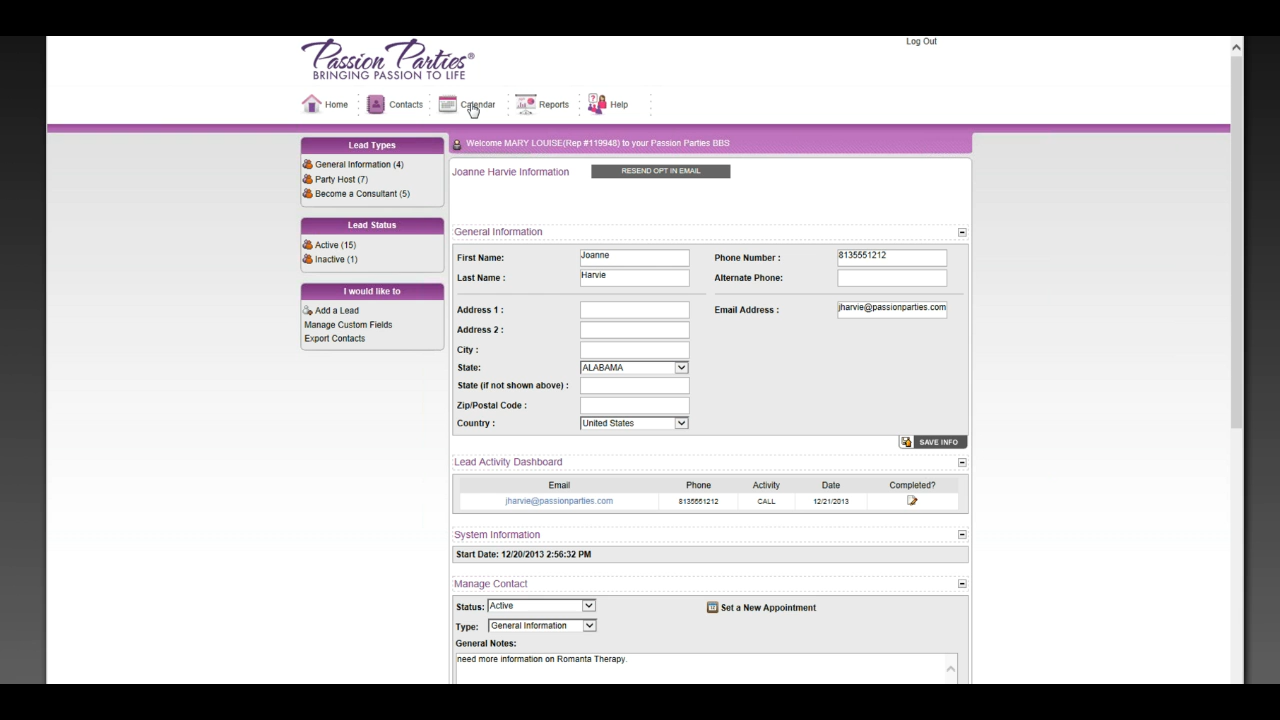 Log Out
Passion Parties®
BRINGING PASSION TO LIFE
Home Contacts Calendar Reports Help
Lead Types
General Information (4)
Party Host (7)
Become a Consultant (5)
Lead Status
Active (15)
Inactive (1)
I would like to
Add a Lead
Manage Custom Fields
Export Contacts
Welcome MARY LOUISE(Rep #119948) to your Passion Parties BBS
Joanne Harvie Information RESEND OPT IN EMAIL
General Information
First Name: Joanne Phone Number : 8135551212
Last Name : Harvie Alternate Phone:
Address 1 : Email Address : jharvie@passionparties.com
Address 2 :
City :
State: ALABAMA
State (if not shown above) :
Zip/Postal Code :
Country : United States
SAVE INFO
Lead Activity Dashboard
Email Phone Activity Date Completed?
jharvie@passionparties.com 8135551212 CALL 12/21/2013
System Information
Start Date: 12/20/2013 2:56:32 PM
Manage Contact
Status: Active Set a New Appointment
Type: General Information
General Notes:
need more information on Romanta Therapy.